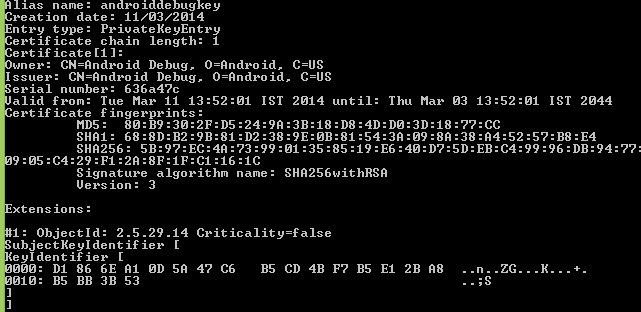 Alias name: androiddebugkey
Creation date: 11/03/2014
Entry type: PrivateKeyEntry
Certificate chain length: 1
Certificate[1]:
Owner: CN=Android Debug, O=Android, C=US
Issuer: CN=Android Debug, O=Android, C=US
Serial number: 636a47c
Valid from: Tue Mar 11 13:52:01 IST 2014 until: Thu Mar 03 13:52:01 IST 2044
Certificate fingerprints:
MD5: 80:B9:30:2F:D5:24:9A:3B:18:D8:4D:D0:3D:18:77:CC
SHA1: 68:8D:B2:9B:81:D2:38:9E:0B:81:54:3A:09:8A:38:A4:52:57:B8:E4
SHA256: 5B:97:EC:4A:73:99:01:35:85:19:E6:40:D7:5D:EB:C4:99:96:DB:94:77:
09:05:C4:29:F1:2A:8F:1F:C1:16:1C
Signature algorithm name: SHA256withRSA
Version: 3
Extensions:
#1: ObjectId: 2.5.29.14 Criticality=false
SubjectKeyIdentifier [
KeyIdentifier [
0000: D1 86 6E A1 0D 5A 47 C6 B5 CD 4B F7 B5 E1 2B A8 ..n..ZG...K...+.
0010: B5 BB 3B 53 ..;S
]
]